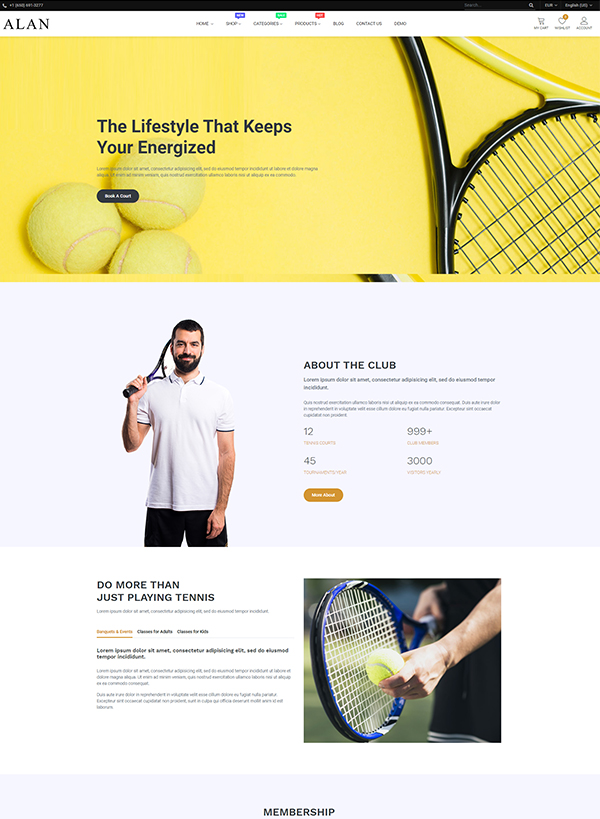 +1 (650) 691-3277
Search...
EUR
English (US)
ALAN
HOME
SHOP
NEW
CATEGORIES
SALE
PRODUCTS
HOT
BLOG
CONTACT US
DEMO
MY CART
WISHLIST
ACCOUNT
The Lifestyle That Keeps
Your Energized
Lorem ipsum dolor sit amet, consectetur adipisicing elit, sed do eiusmod tempor incididunt ut labore et dolore magna
aliqua. Ut enim ad minim veniam, quis nostrud exercitation ullamco laboris nisi ut aliquip ex ea commodo.
Book A Court
ABOUT THE CLUB
Lorem ipsum dolor sit amet, consectetur adipisicing elit, sed do eiusmod tempor
incididunt.
Quis nostrud exercitation ullamco laboris nisi ut aliquip ex ea commodo consequat. Duis aute irure dolor
in reprehenderit in voluptate velit esse cillum dolore eu fugiat nulla pariatur. Excepteur sint occaecat
cupidatat non proident.
12
TENNIS COURTS
999+
CLUB MEMBERS
45
TOURNAMENTS/YEAR
3000
VISITORS YEARLY
More About
DO MORE THAN
JUST PLAYING TENNIS
Lorem ipsum dolor sit amet, consectetur adipisicing elit, sed do eiusmod tempor incididunt
Banquets & Events
Classes for Adults
Classes for Kids
Lorem ipsum dolor sit amet, consectetur adipisicing elit, sed do eiusmod
tempor incididunt.
Lorem ipsum dolor sit amet, consectetur adipisicing elit, sed do eiusmod tempor incididunt
ut labore et dolore magna aliqua. Ut enim ad minim veniam, quis nostrud exercitation
ullamco laboris nisi ut aliquip ex ea commodo consequat.
Duis aute irure dolor in reprehenderit in voluptate velit esse cillum dolore eu fugiat nulla
pariatur. Excepteur sint occaecat cupidatat non proident,
sunt in culpa qui officia deserunt mollit anim id est
laborum.
MEMBERSHIP